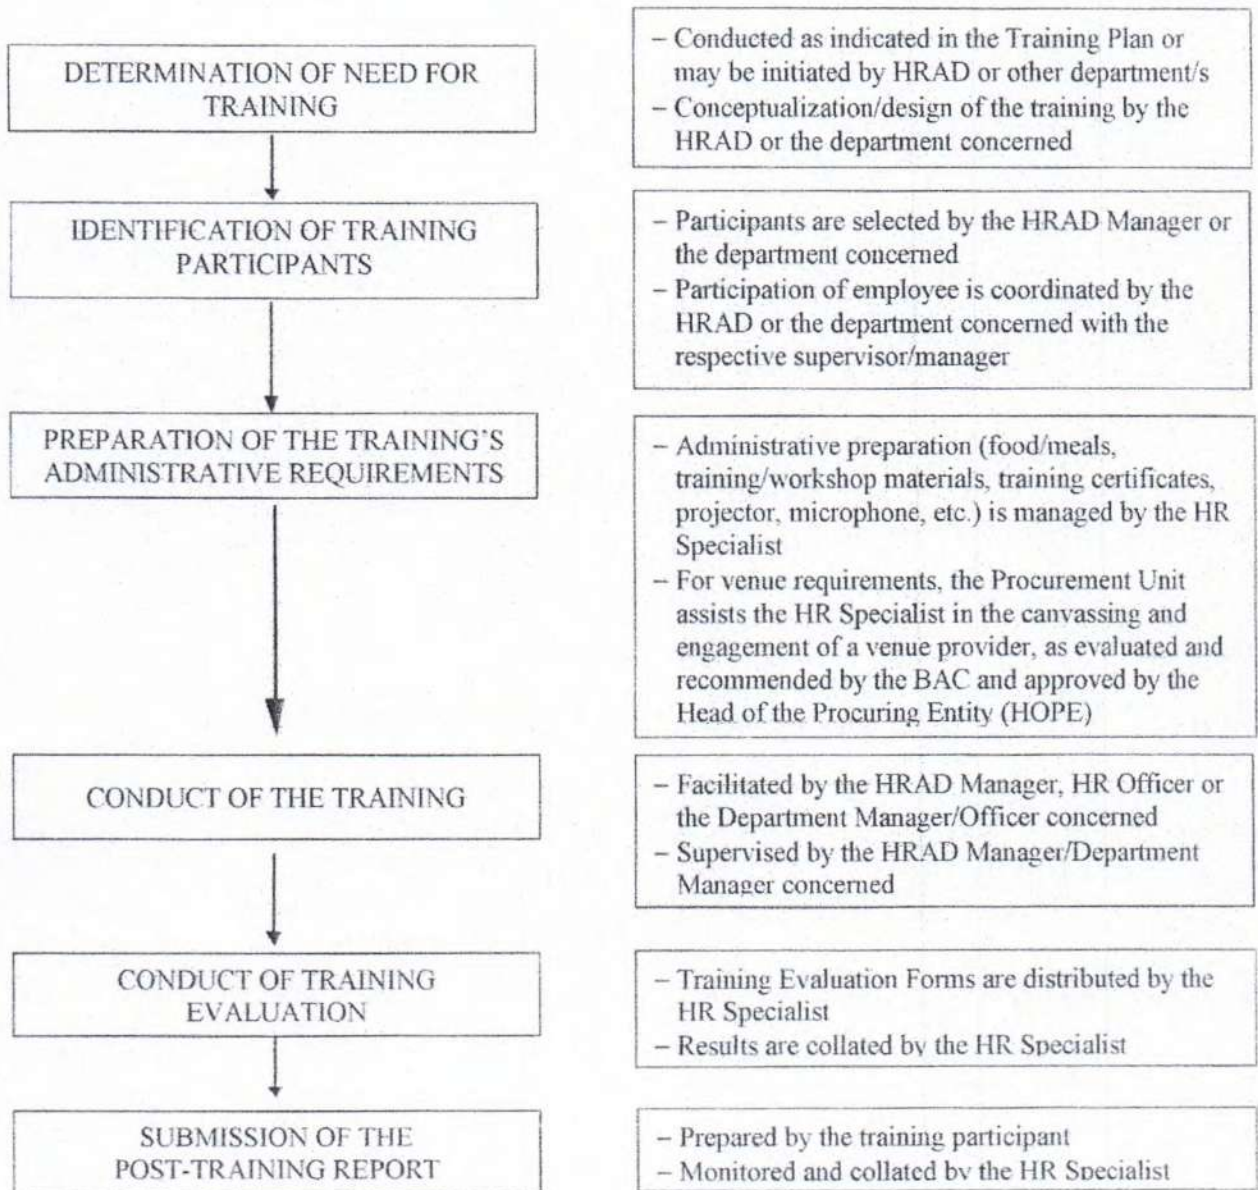 DETERMINATION OF NEED FOR
TRAINING
– Conducted as indicated in the Training Plan or
may be initiated by HRAD or other department/s
– Conceptualization/design of the training by the
HRAD or the department concerned
IDENTIFICATION OF TRAINING
PARTICIPANTS
– Participants are selected by the HRAD Manager or
the department concerned
– Participation of employee is coordinated by the
HRAD or the department concerned with the
respective supervisor/manager
PREPARATION OF THE TRAINING'S
ADMINISTRATIVE REQUIREMENTS
– Administrative preparation (food/meals,
training/workshop materials, training certificates,
projector, microphone, etc.) is managed by the HR
Specialist
– For venue requirements, the Procurement Unit
assists the HR Specialist in the canvassing and
engagement of a venue provider, as evaluated and
recommended by the BAC and approved by the
Head of the Procuring Entity (HOPE)
CONDUCT OF THE TRAINING
– Facilitated by the HRAD Manager, HR Officer or
the Department Manager/Officer concerned
– Supervised by the HRAD Manager/Department
Manager concerned
CONDUCT OF TRAINING
EVALUATION
– Training Evaluation Forms are distributed by the
HR Specialist
– Results are collated by the HR Specialist
SUBMISSION OF THE
POST-TRAINING REPORT
– Prepared by the training participant
– Monitored and collated by the HR Specialist